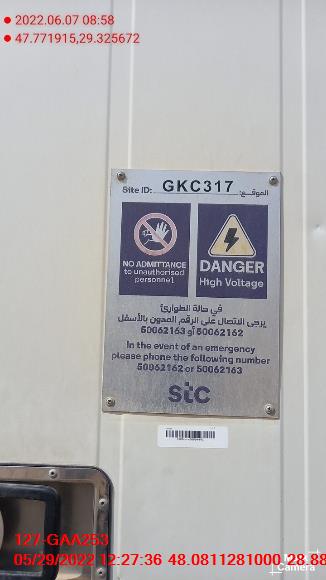 2022.06.07 08:58
47.771915,29.325672
Site ID: GKC317 الموقع:
NO ADMITTANCE
to unauthorised
personnel
DANGER
High Voltage
في حالة الطوارئ
يرجى الاتصال على الرقم المدون بالأسفل
50062162 أو 50062163
In the event of an emergency
please phone the following number
50062162 or 50062163
stc
127-GAA253
05/29/2022 12:27:36 48.0811281000,28.88
Camera